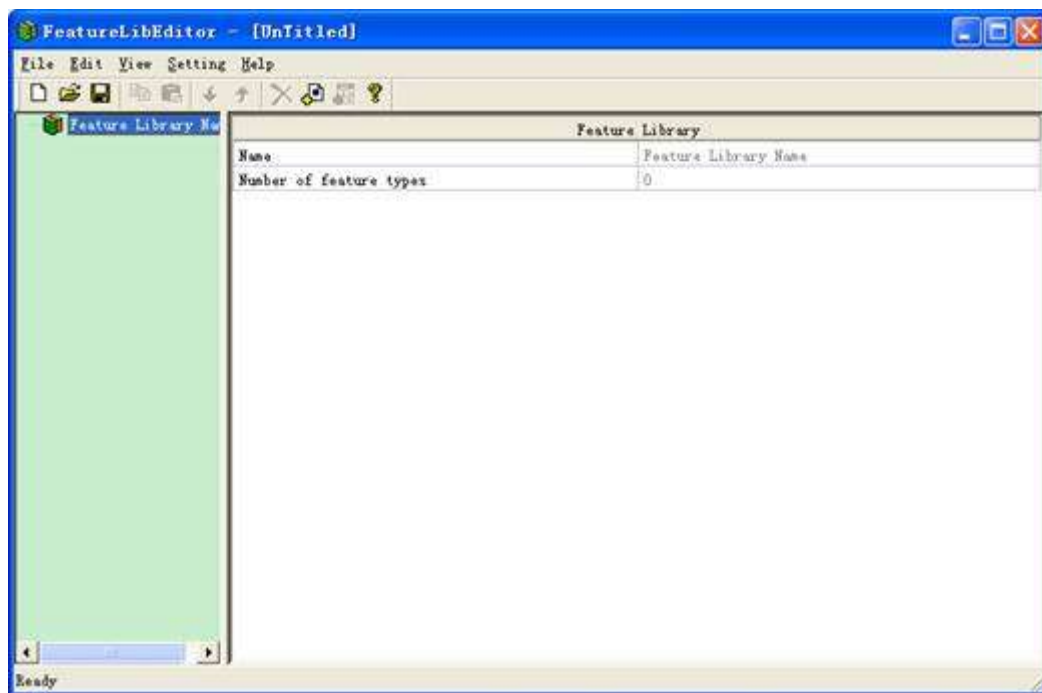 FeatureLibEditor - [UnTitled]
File Edit View Setting Help
Feature Library Na
Feature Library
Name Feature Library Name
Number of feature types 0
Ready